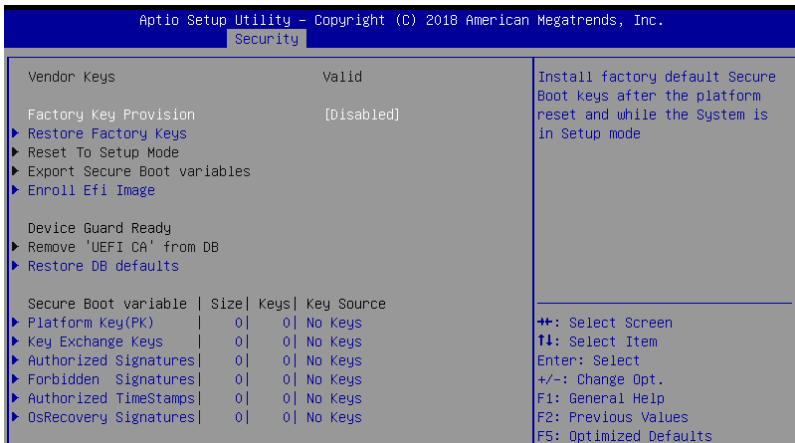 Aptio Setup Utility – Copyright (C) 2018 American Megatrends, Inc.
Security
Vendor Keys Valid
Factory Key Provision [Disabled]
Restore Factory Keys
Reset To Setup Mode
Export Secure Boot variables
Enroll Efi Image
Device Guard Ready
Remove 'UEFI CA' from DB
Restore DB defaults
Secure Boot variable | Size| Keys| Key Source
Platform Key(PK) | 0| 0| No Keys
Key Exchange Keys | 0| 0| No Keys
Authorized Signatures| 0| 0| No Keys
Forbidden Signatures| 0| 0| No Keys
Authorized TimeStamps| 0| 0| No Keys
OsRecovery Signatures| 0| 0| No Keys
Install factory default Secure
Boot keys after the platform
reset and while the System is
in Setup mode
→←: Select Screen
↑↓: Select Item
Enter: Select
+/-: Change Opt.
F1: General Help
F2: Previous Values
F5: Optimized Defaults